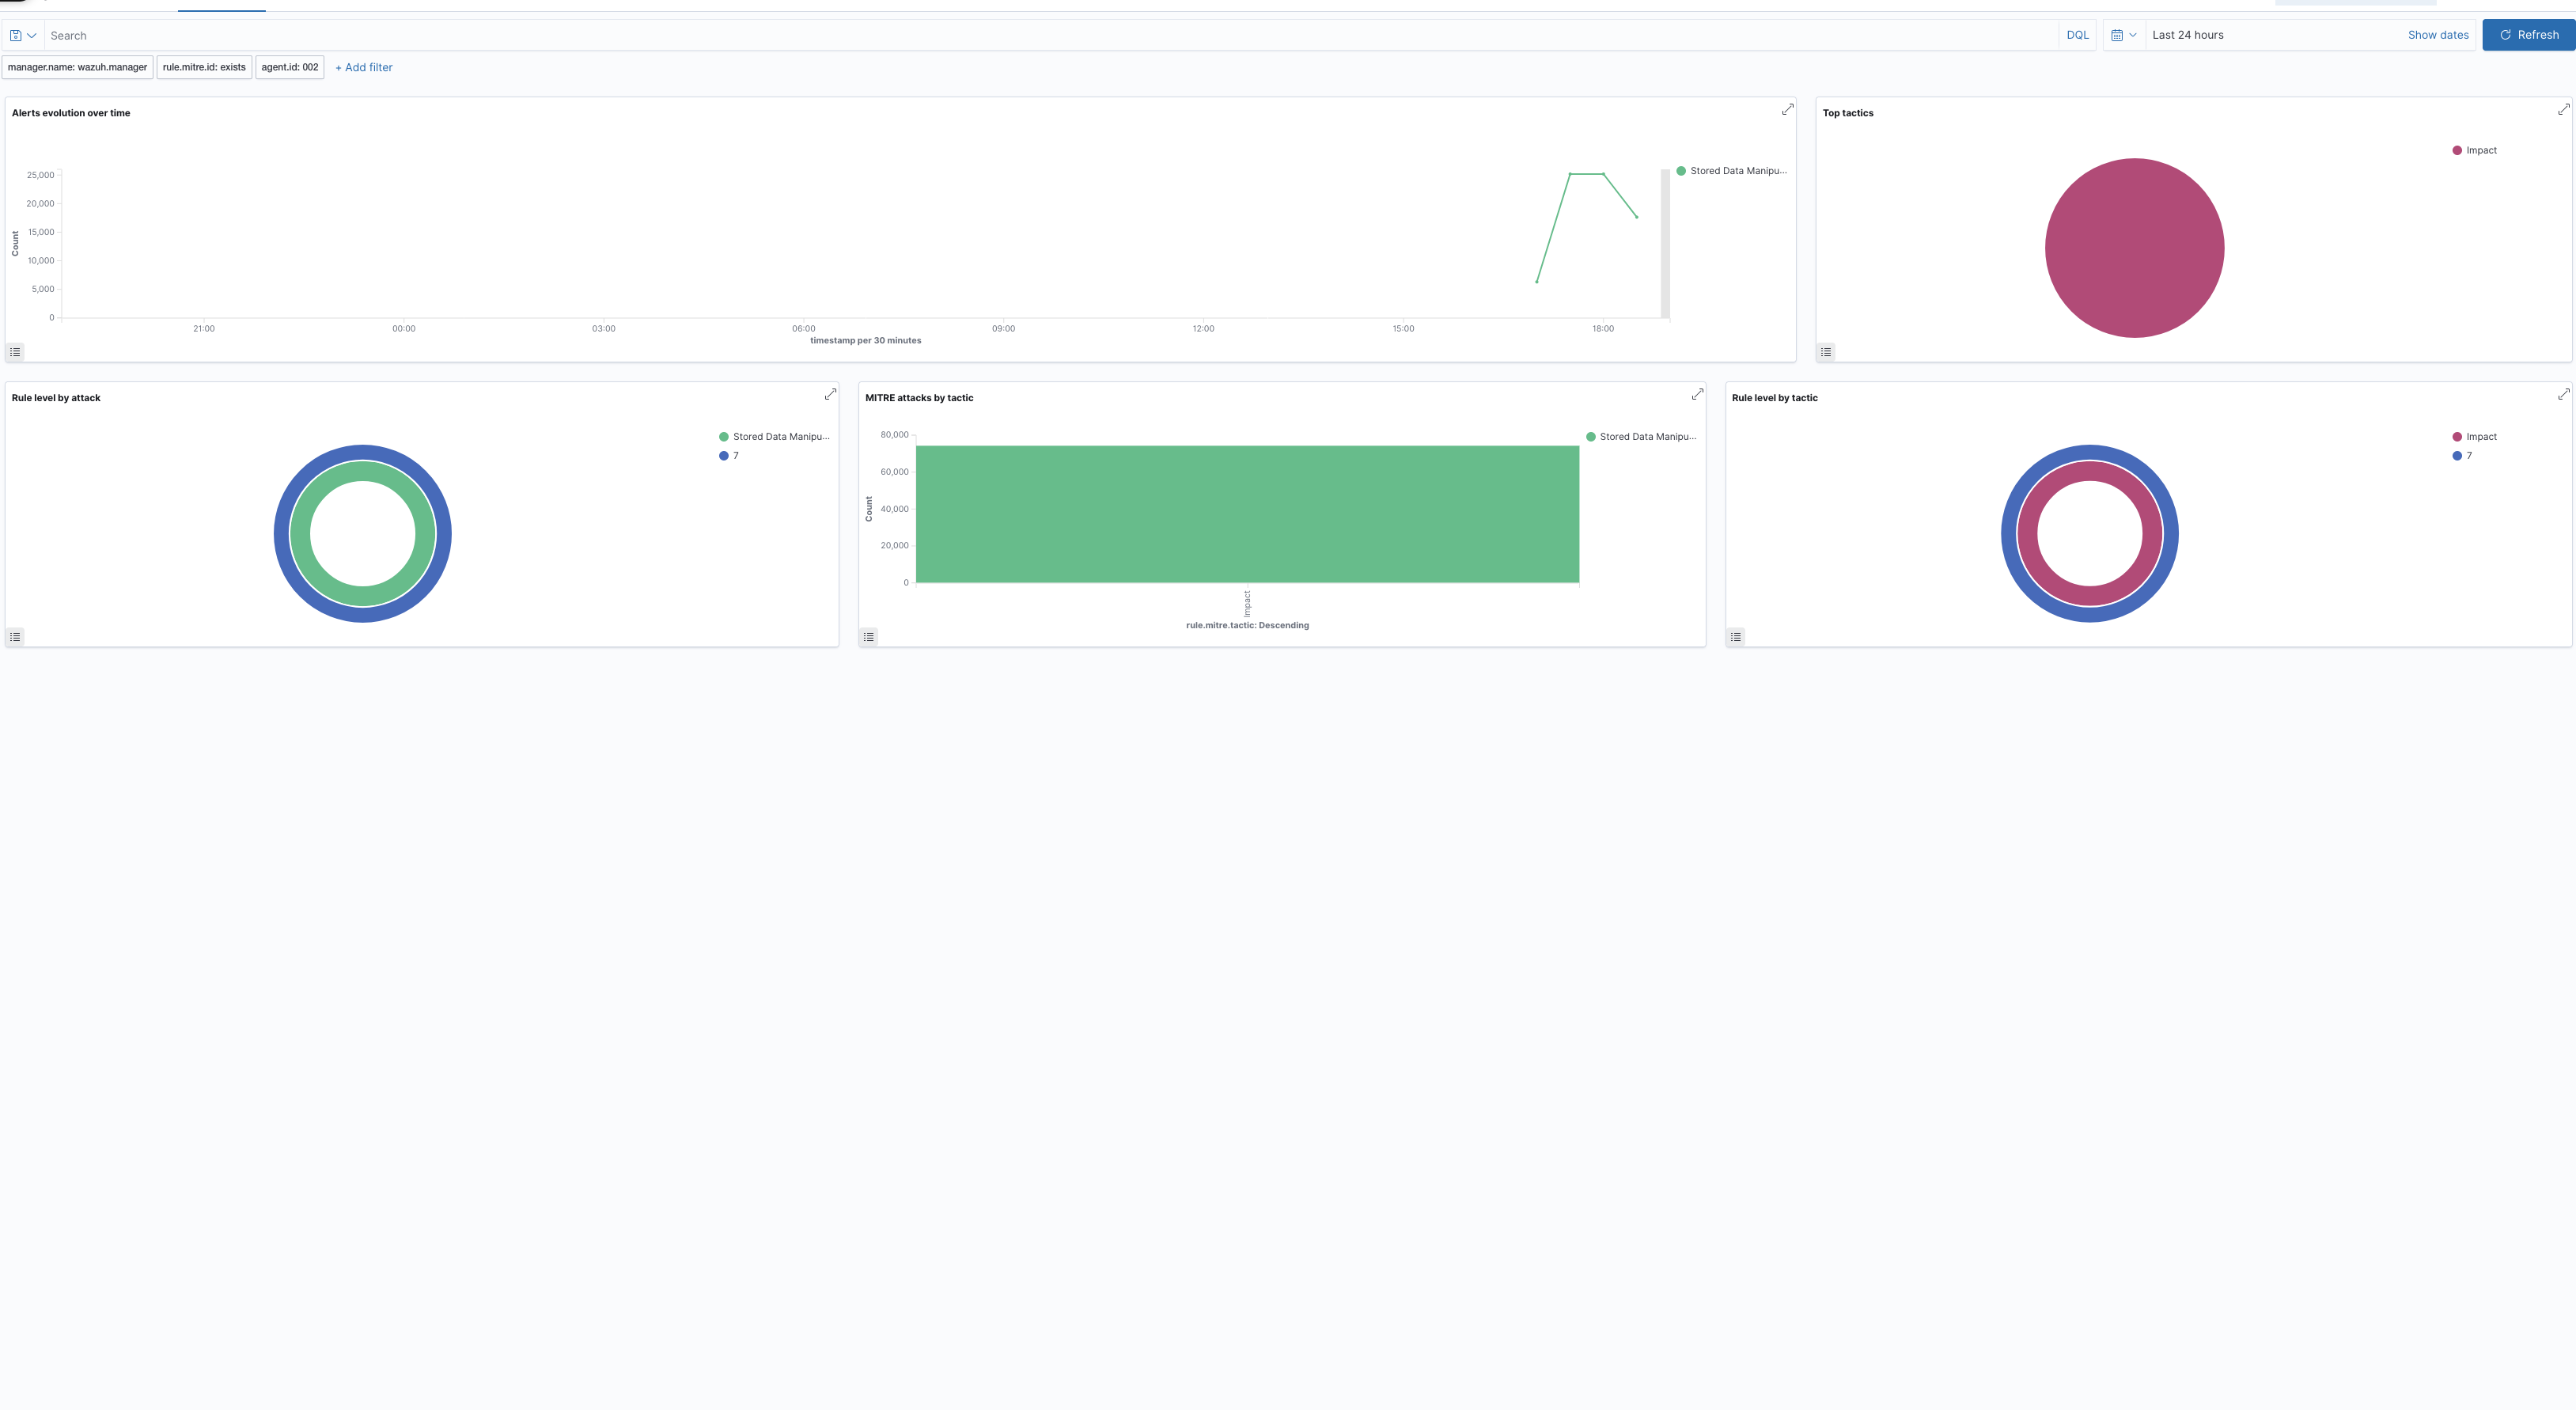 Search DQL Last 24 hours Show dates Refresh
manager.name: wazuh.manager rule.mitre.id: exists agent.id: 002 + Add filter
Alerts evolution over time
25,000
20,000
15,000
10,000
5,000
0
Count
21:00 00:00 03:00 06:00 09:00 12:00 15:00 18:00
timestamp per 30 minutes
Stored Data Manipu...
Top tactics
Impact
Rule level by attack
Stored Data Manipu...
7
MITRE attacks by tactic
80,000
60,000
40,000
20,000
0
Count
Impact
rule.mitre.tactic: Descending
Stored Data Manipu...
Rule level by tactic
Impact
7